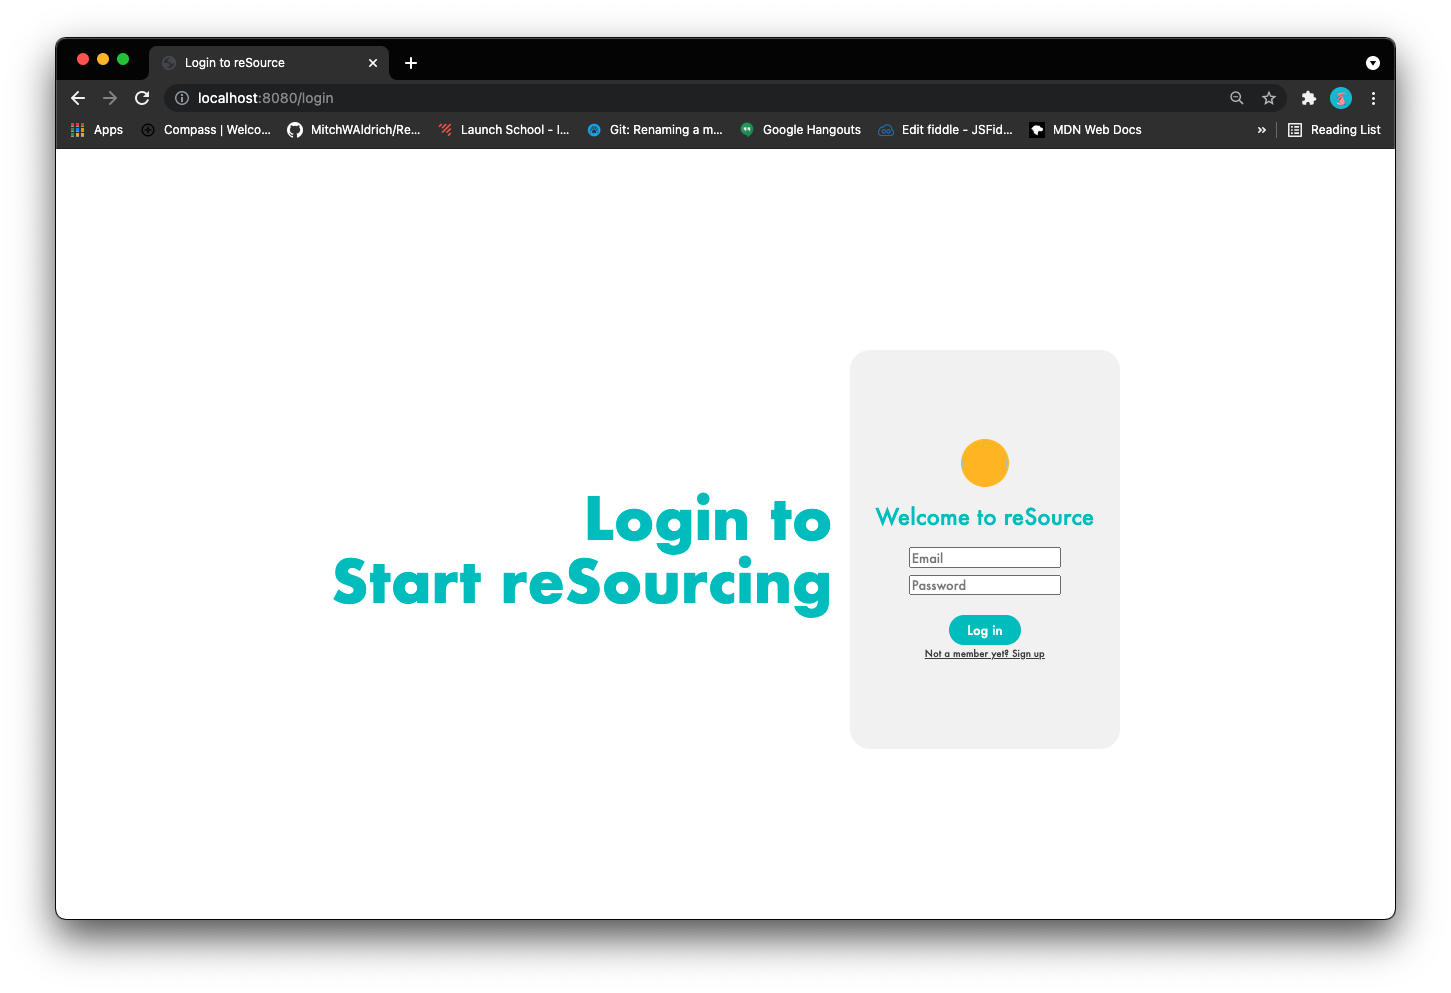 Login to reSource
localhost:8080/login
Apps
Compass | Welco...
MitchWAldrich/Re...
Launch School - I...
Git: Renaming a m...
Google Hangouts
Edit fiddle - JSFid...
MDN Web Docs
»
Reading List
Login to
Start reSourcing
Welcome to reSource
Email
Password
Log in
Not a member yet? Sign up